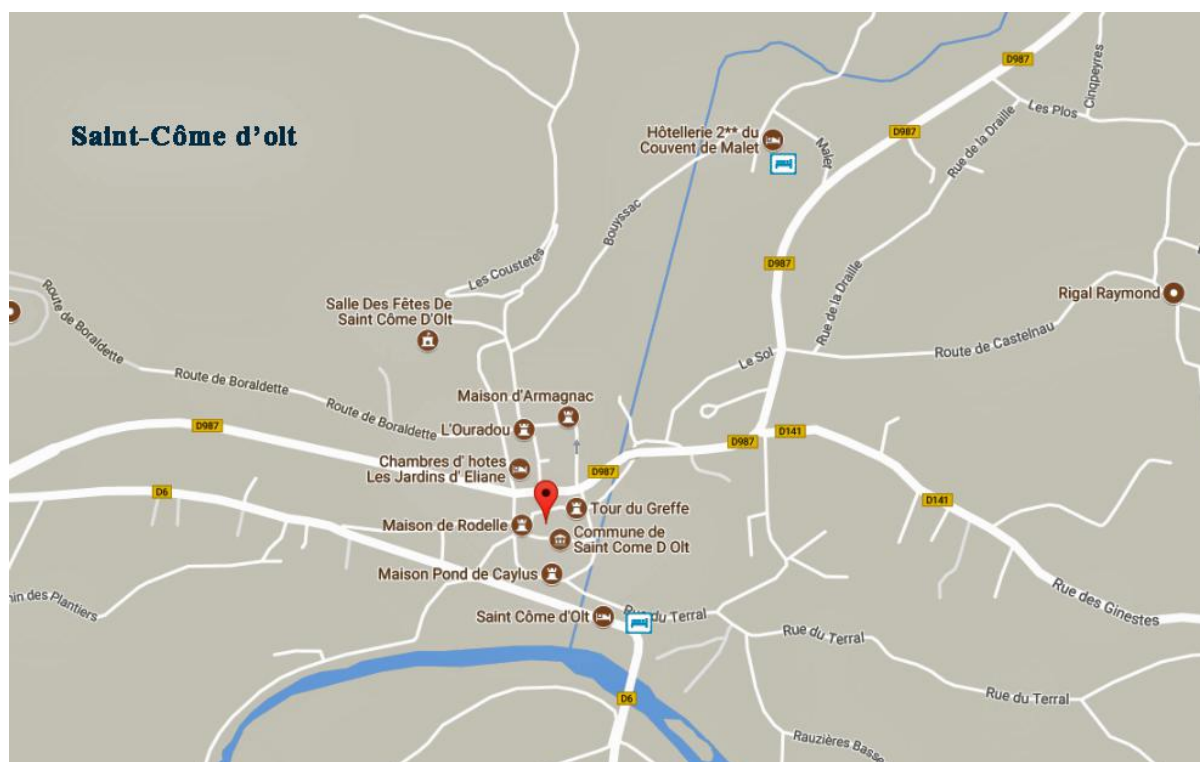 D987
Cinqpeyres
Les Plos
Saint-Côme d'olt
Hôtellerie 2** du
Couvent de Malet
Malet
D987
Rue de la Draille
Bouyssac
Les Coustetes
D987
Rue de la Draille
Rigal Raymond
Route de Boraldette
Salle Des Fêtes De
Saint Côme D'Olt
Le Sol
Route de Castelnau
Route de Boraldette
Route de Boraldette
Maison d'Armagnac
L'Ouradou
D987
D987
D141
Chambres d' hotes
Les Jardins d' Eliane
D987
D6
D141
Tour du Greffe
Maison de Rodelle
Commune de
Saint Come D Olt
Maison Pond de Caylus
des Plantiers
Saint Côme d'Olt
Rue du Terral
Rue des Ginestes
Rue du Terral
Rue du Terral
D6
Rauzières Basse